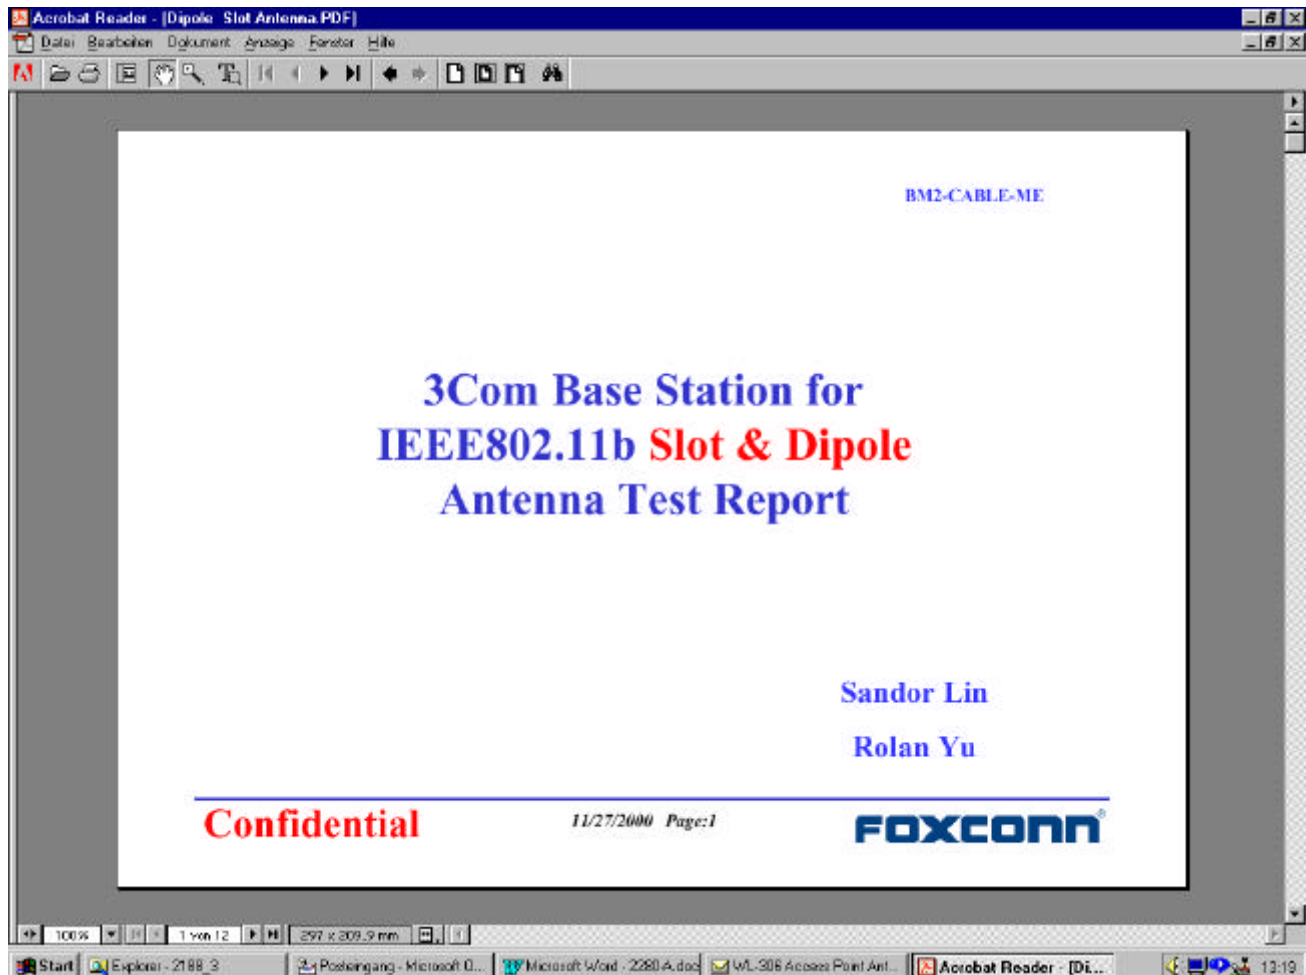 Acrobat Reader - [Dipole Slot Antenna.PDF]
Datei Bearbeiten Dokument Anzeige Fenster Hilfe
BM2-CABLE-ME
3Com Base Station for
IEEE802.11b Slot & Dipole
Antenna Test Report
Sandor Lin
Rolan Yu
Confidential 11/27/2000 Page:1 FOXCONN®
100% 1 von 12 297 x 209.9 mm
Start Explorer - 2188_3 Posteingang - Microsoft O... Microsoft Word - 2280-A.doc WL-306 Access Point Ant... Acrobat Reader - [Di... 13:19